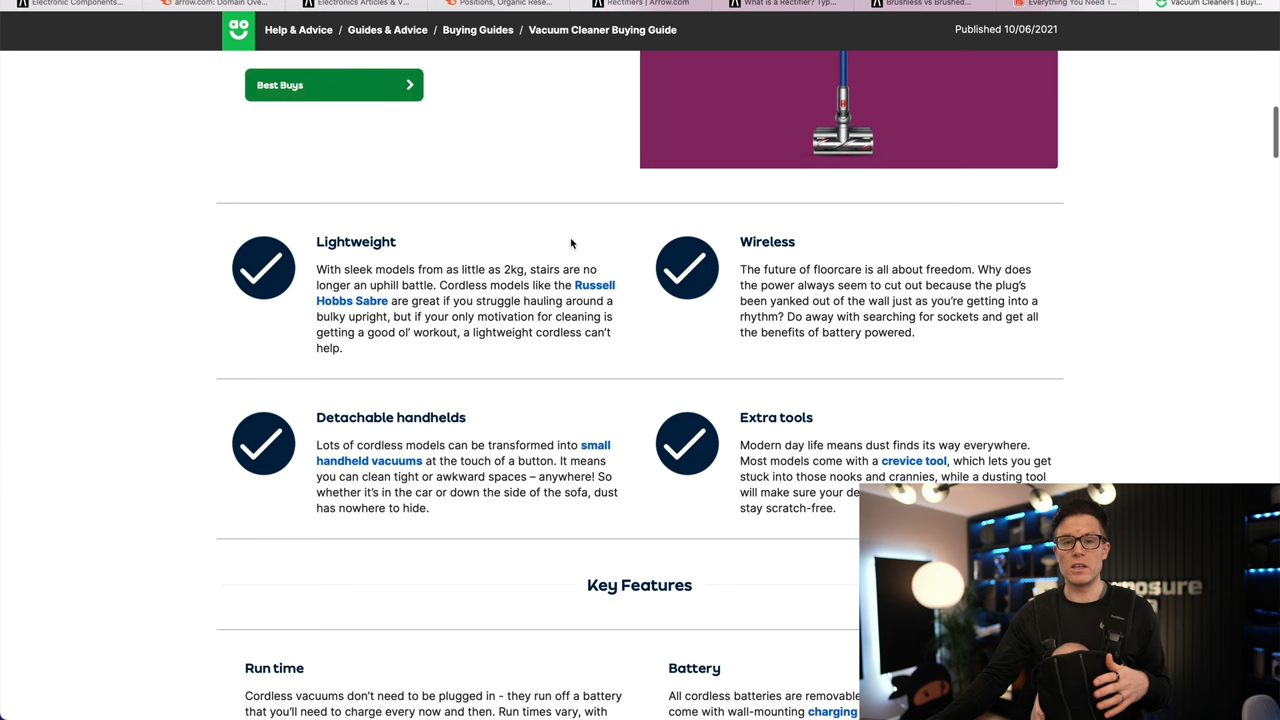 Electronic Components...
arrow.com: Domain Ove...
Electronics Articles & V...
Positions, Organic Rese...
Rectifiers | Arrow.com
What is a Rectifier? Typ...
Brushless vs Brushed...
Everything You Need T...
Vacuum Cleaners | Buyi...
ao
Help & Advice / Guides & Advice / Buying Guides / Vacuum Cleaner Buying Guide
Published 10/06/2021
Best Buys
Lightweight
With sleek models from as little as 2kg, stairs are no
longer an uphill battle. Cordless models like the Russell
Hobbs Sabre are great if you struggle hauling around a
bulky upright, but if your only motivation for cleaning is
getting a good ol' workout, a lightweight cordless can't
help.
Wireless
The future of floorcare is all about freedom. Why does
the power always seem to cut out because the plug's
been yanked out of the wall just as you're getting into a
rhythm? Do away with searching for sockets and get all
the benefits of battery powered.
Detachable handhelds
Lots of cordless models can be transformed into small
handheld vacuums at the touch of a button. It means
you can clean tight or awkward spaces – anywhere! So
whether it's in the car or down the side of the sofa, dust
has nowhere to hide.
Extra tools
Modern day life means dust finds its way everywhere.
Most models come with a crevice tool, which lets you get
stuck into those nooks and crannies, while a dusting tool
will make sure your de
stay scratch-free.
Key Features
Run time
Cordless vacuums don't need to be plugged in - they run off a battery
that you'll need to charge every now and then. Run times vary, with
Battery
All cordless batteries are removable
come with wall-mounting charging